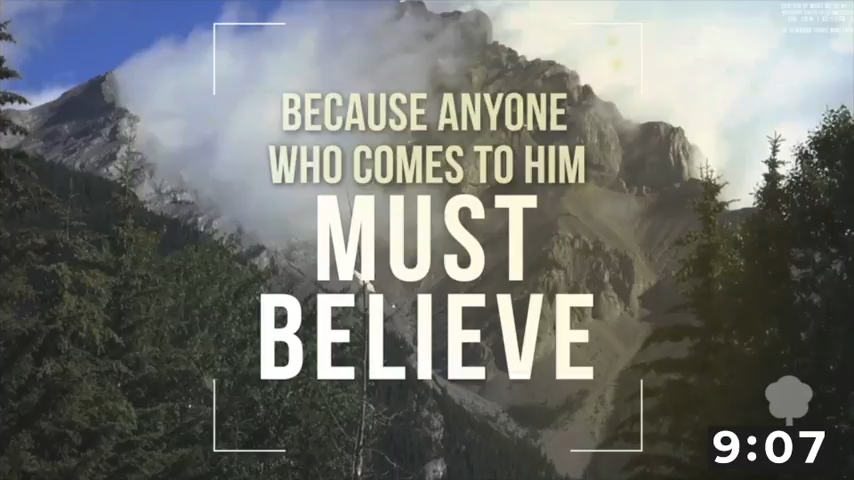 BECAUSE ANYONE
WHO COMES TO HIM
MUST
BELIEVE
9:07